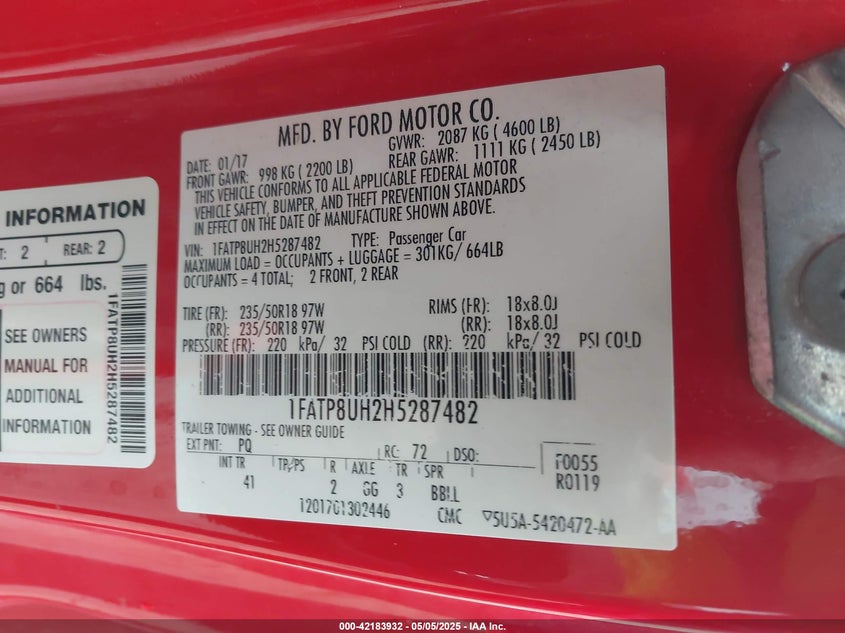 INFORMATION
2 REAR: 2
or 664 lbs.
SEE OWNERS
MANUAL FOR
ADDITIONAL
INFORMATION
1FATP8UH2H5287482
MFD. BY FORD MOTOR CO.
DATE: 01/17 GVWR: 2087 KG ( 4600 LB)
FRONT GAWR: 998 KG ( 2200 LB) REAR GAWR: 1111 KG ( 2450 LB)
THIS VEHICLE CONFORMS TO ALL APPLICABLE FEDERAL MOTOR
VEHICLE SAFETY, BUMPER, AND THEFT PREVENTION STANDARDS
IN EFFECT ON THE DATE OF MANUFACTURE SHOWN ABOVE.
VIN: 1FATP8UH2H5287482 TYPE: Passenger Car
MAXIMUM LOAD = OCCUPANTS + LUGGAGE = 301KG/ 664LB
OCCUPANTS = 4 TOTAL; 2 FRONT, 2 REAR
TIRE (FR): 235/50R18 97W RIMS (FR): 18x8.0J
(RR): 235/50R18 97W (RR): 18x8.0J
PRESSURE (FR): 220 kPa/ 32 PSI COLD (RR): 220 kPa/ 32 PSI COLD
1FATP8UH2H5287482
TRAILER TOWING - SEE OWNER GUIDE
EXT PNT: PQ RC: 72 DSO: F0055
INT TR TP/PS R AXLE TR SPR R0119
41 2 GG 3 BBLL
1201701302446 CMC ▽5U5A-5420472-AA
000-42183932 - 05/05/2025 - IAA Inc.